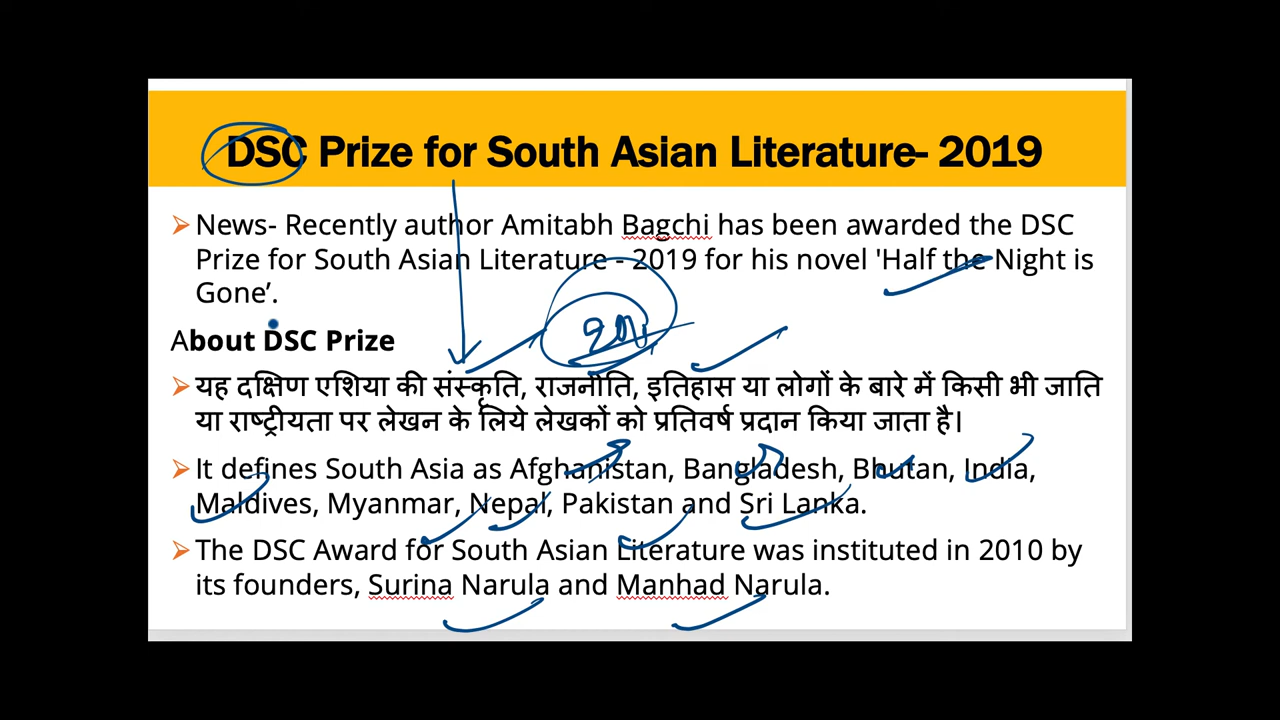 DSC Prize for South Asian Literature- 2019
News- Recently author Amitabh Bagchi has been awarded the DSC
Prize for South Asian Literature - 2019 for his novel 'Half the Night is
Gone’.
About DSC Prize
यह दक्षिण एशिया की संस्कृति, राजनीति, इतिहास या लोगों के बारे में किसी भी जाति
या राष्ट्रीयता पर लेखन के लिये लेखकों को प्रतिवर्ष प्रदान किया जाता है।
It defines South Asia as Afghanistan, Bangladesh, Bhutan, India,
Maldives, Myanmar, Nepal, Pakistan and Sri Lanka.
The DSC Award for South Asian Literature was instituted in 2010 by
its founders, Surina Narula and Manhad Narula.